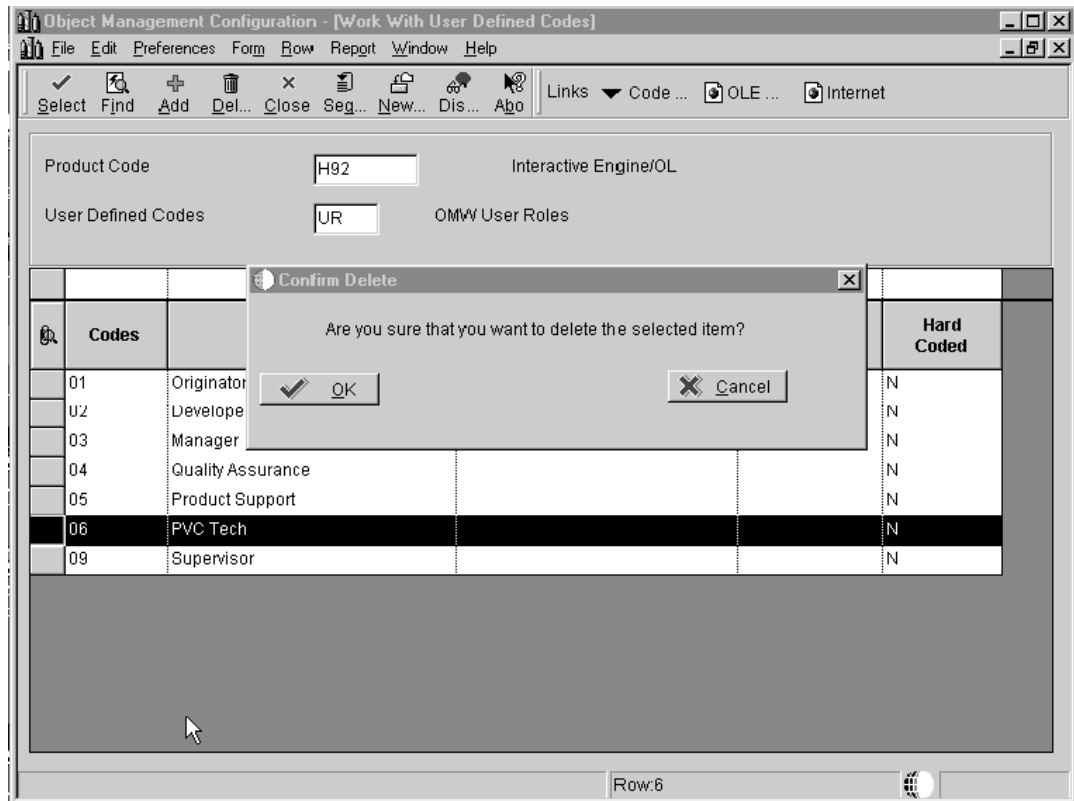 Object Management Configuration - [Work With User Defined Codes]
File Edit Preferences Form Row Report Window Help
Select Find Add Del... Close Seq... New... Dis... Abo Links Code ... OLE ... Internet
Product Code H92 Interactive Engine/OL
User Defined Codes UR OMW User Roles
Confirm Delete
Are you sure that you want to delete the selected item?
OK Cancel
Codes Hard Coded
01 Originator N
02 Develope N
03 Manager N
04 Quality Assurance N
05 Product Support N
06 PVC Tech N
09 Supervisor N
Row:6